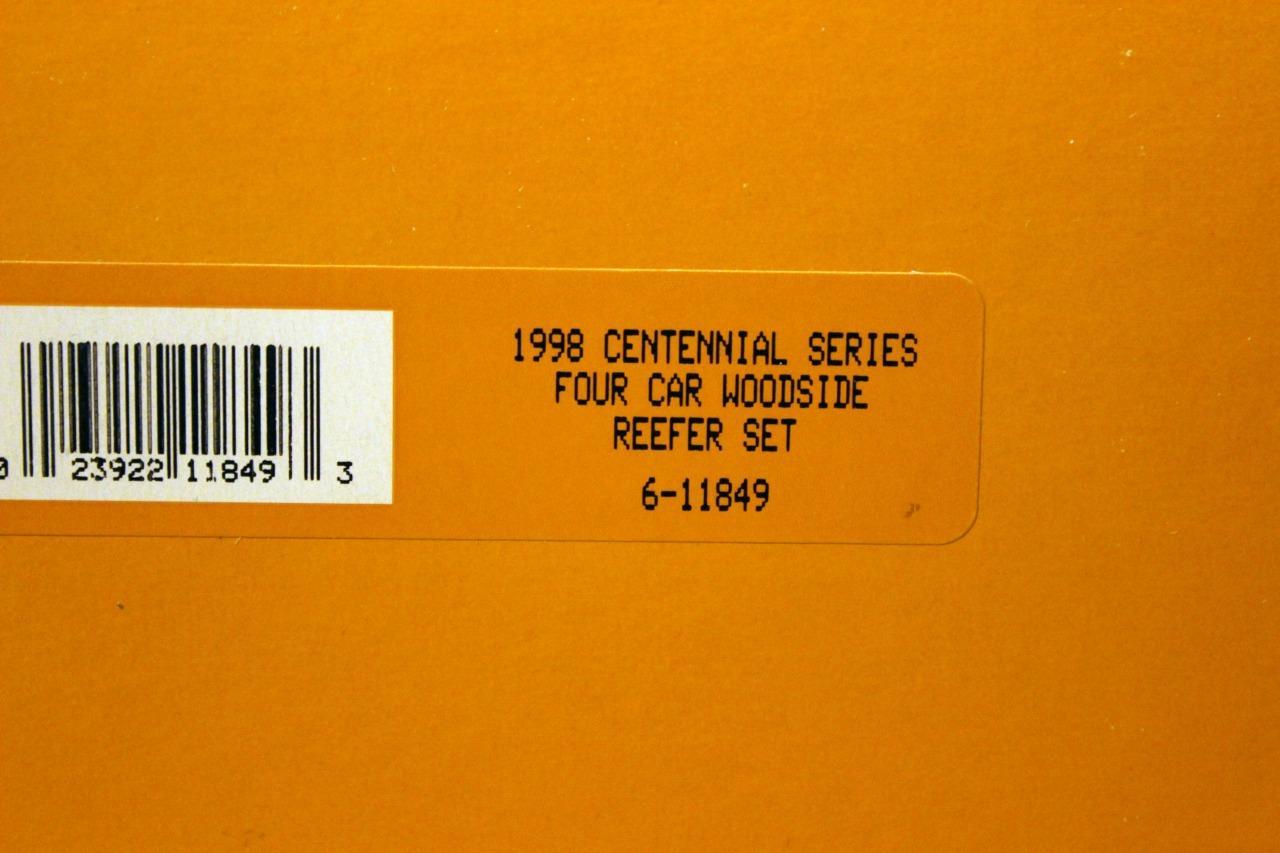 1998 CENTENNIAL SERIES
FOUR CAR WOODSIDE
REEFER SET
6-11849
0 23922 11849 3